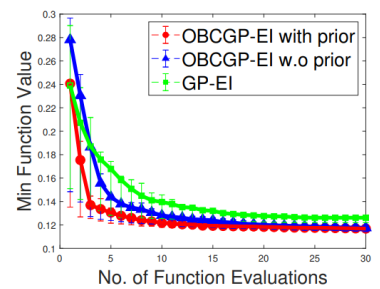 0.3
0.28
0.26
0.24
0.22
0.2
0.18
0.16
0.14
0.12
0.1
Min Function Value
OBCGP-EI with prior
OBCGP-EI w.o prior
GP-EI
0 5 10 15 20 25 30
No. of Function Evaluations